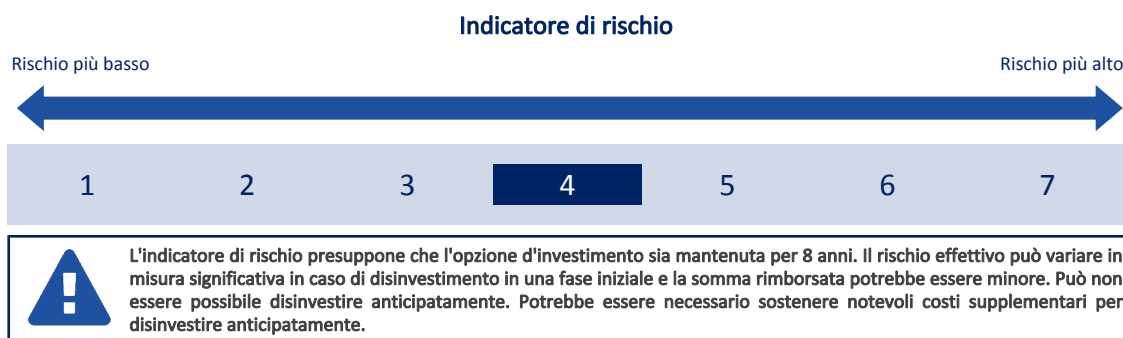 Indicatore di rischio
Rischio più basso
Rischio più alto
1 2 3 4 5 6 7
L'indicatore di rischio presuppone che l'opzione d'investimento sia mantenuta per 8 anni. Il rischio effettivo può variare in
misura significativa in caso di disinvestimento in una fase iniziale e la somma rimborsata potrebbe essere minore. Può non
essere possibile disinvestire anticipatamente. Potrebbe essere necessario sostenere notevoli costi supplementari per
disinvestire anticipatamente.